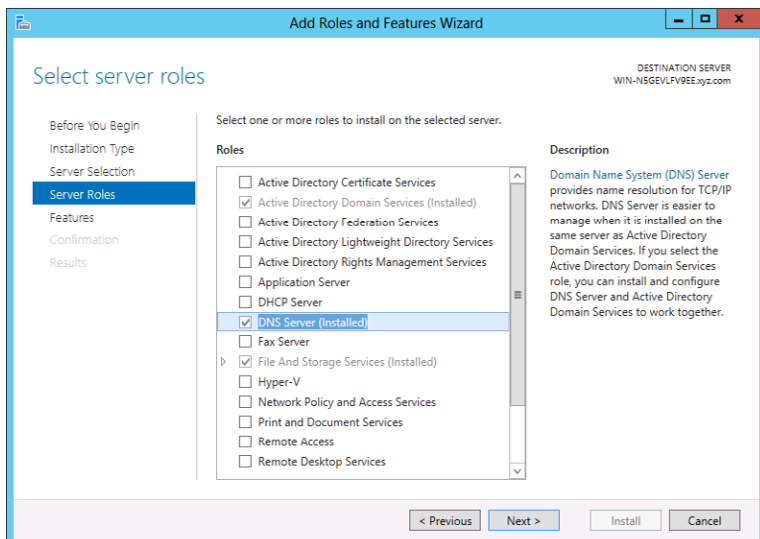 Add Roles and Features Wizard
Select server roles
DESTINATION SERVER
WIN-N5GEVLFV9EE.xyz.com
Before You Begin
Installation Type
Server Selection
Server Roles
Features
Confirmation
Results
Select one or more roles to install on the selected server.
Roles
Active Directory Certificate Services
Active Directory Domain Services (Installed)
Active Directory Federation Services
Active Directory Lightweight Directory Services
Active Directory Rights Management Services
Application Server
DHCP Server
DNS Server (Installed)
Fax Server
File And Storage Services (Installed)
Hyper-V
Network Policy and Access Services
Print and Document Services
Remote Access
Remote Desktop Services
Description
Domain Name System (DNS) Server
provides name resolution for TCP/IP
networks. DNS Server is easier to
manage when it is installed on the
same server as Active Directory
Domain Services. If you select the
Active Directory Domain Services
role, you can install and configure
DNS Server and Active Directory
Domain Services to work together.
< Previous
Next >
Install
Cancel